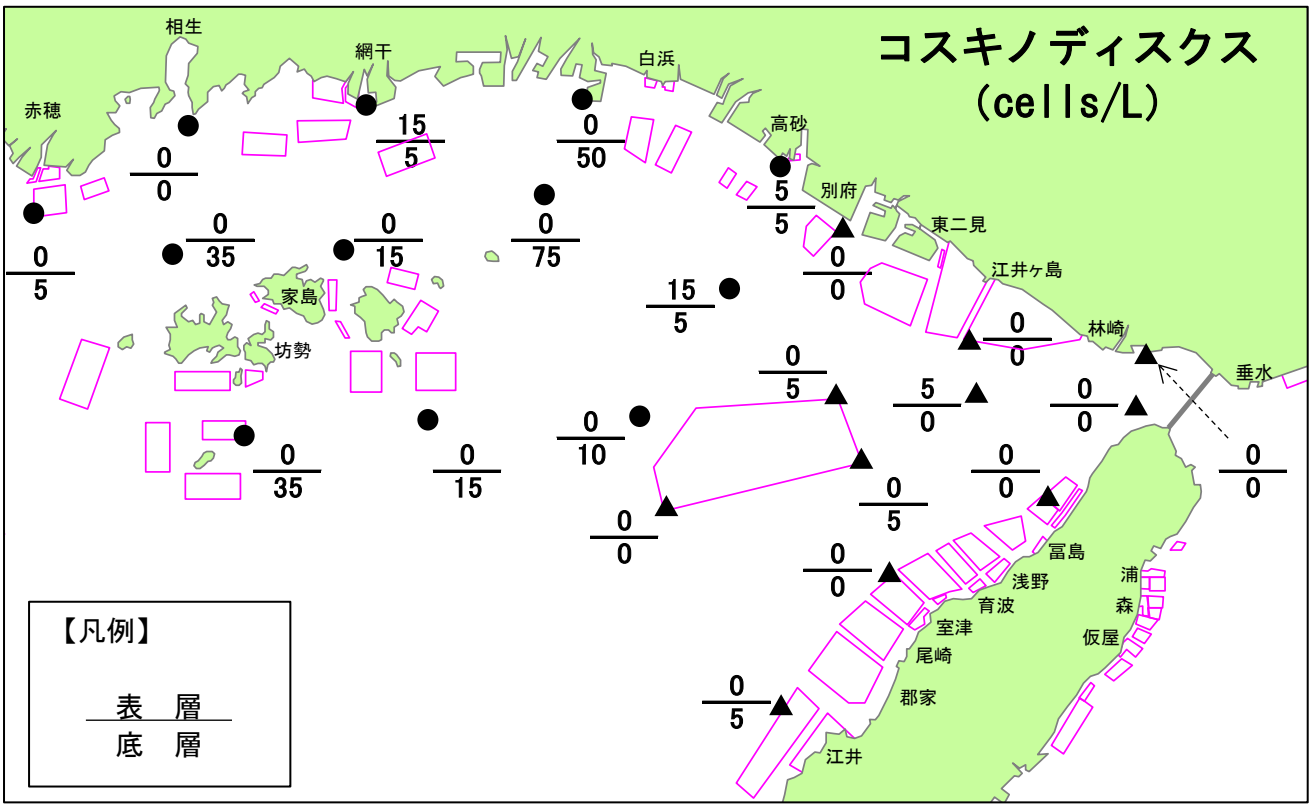 コスキノディスクス
(cells/L)
相生
網干
白浜
赤穂
高砂
別府
東二見
江井ヶ島
林崎
垂水
家島
坊勢
0
0
15
5
0
50
5
5
0
5
0
35
0
15
0
75
0
0
15
5
0
0
0
5
5
0
0
0
0
0
0
10
0
35
0
15
0
0
0
5
0
0
0
0
0
5
冨島
浅野
育波
室津
尾崎
郡家
江井
浦
森
仮屋
【凡例】
表 層
底 層